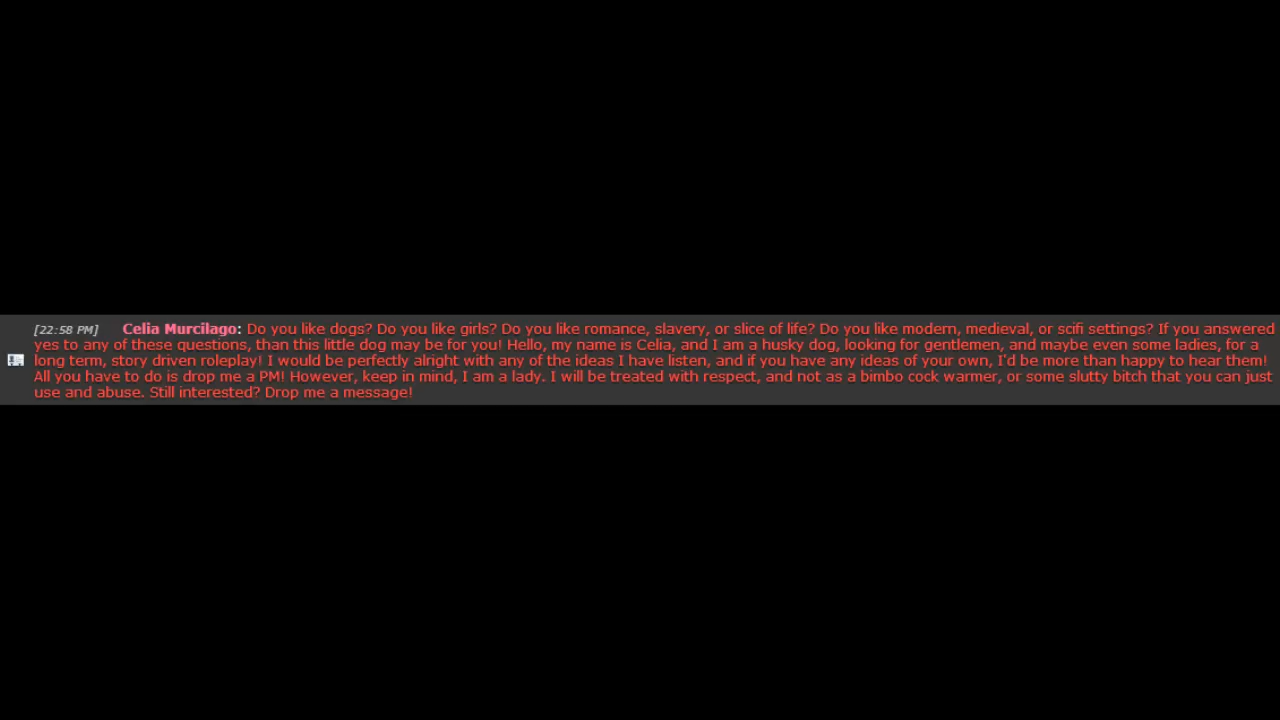 [22:58 PM] Celia Murcilago: Do you like dogs? Do you like girls? Do you like romance, slavery, or slice of life? Do you like modern, medieval, or scifi settings? If you answered
yes to any of these questions, than this little dog may be for you! Hello, my name is Celia, and I am a husky dog, looking for gentlemen, and maybe even some ladies, for a
long term, story driven roleplay! I would be perfectly alright with any of the ideas I have listen, and if you have any ideas of your own, I'd be more than happy to hear them!
All you have to do is drop me a PM! However, keep in mind, I am a lady. I will be treated with respect, and not as a bimbo cock warmer, or some slutty bitch that you can just
use and abuse. Still interested? Drop me a message!